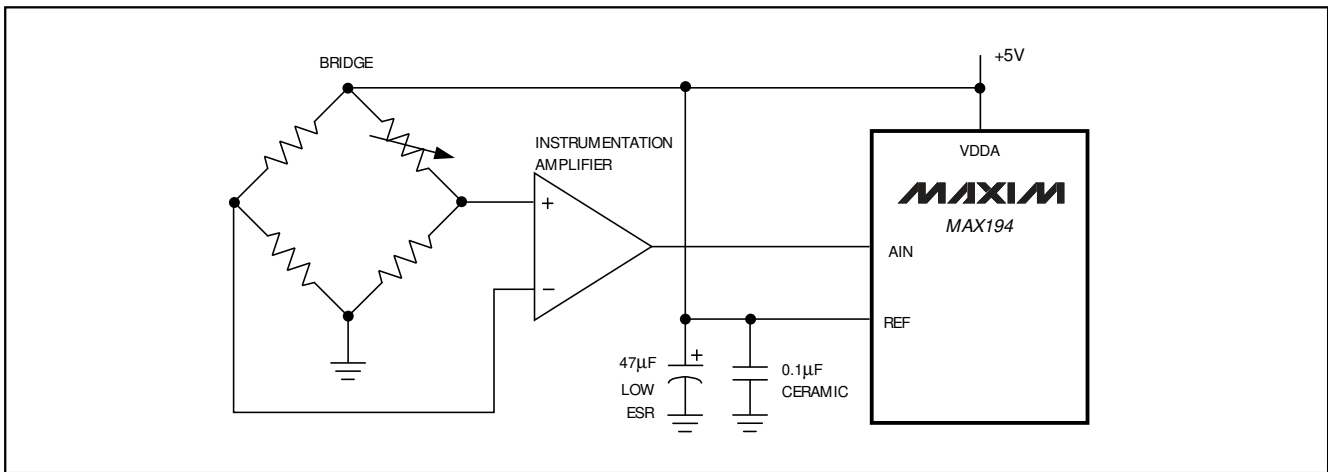 BRIDGE
+5V
INSTRUMENTATION
AMPLIFIER
+
−
VDDA
MAXIM
MAX194
AIN
REF
+
47µF
LOW
ESR
0.1µF
CERAMIC